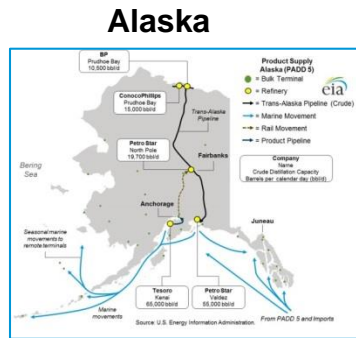 Alaska
BP
Prudhoe Bay
10,500 bbl/d
ConocoPhillips
Prudhoe Bay
15,000 bbl/d
Trans-Alaska
Pipeline
PetroStar
North Pole
19,700 bbl/d
Fairbanks
Bering
Sea
Anchorage
Juneau
Seasonal marine
movements to
remote terminals
Marine
movements
Tesoro
Kenai
65,000 bbl/d
PetroStar
Valdez
55,000 bbl/d
From PADD 5 and Imports
Source: U.S. Energy Information Administration.
Product Supply
Alaska (PADD 5)
eia
= Bulk Terminal
= Refinery
= Trans-Alaska Pipeline (Crude)
= Marine Movement
= Rail Movement
= Product Pipeline
Company
Name
Crude Distillation Capacity
Barrels per calendar day (bbl/d)